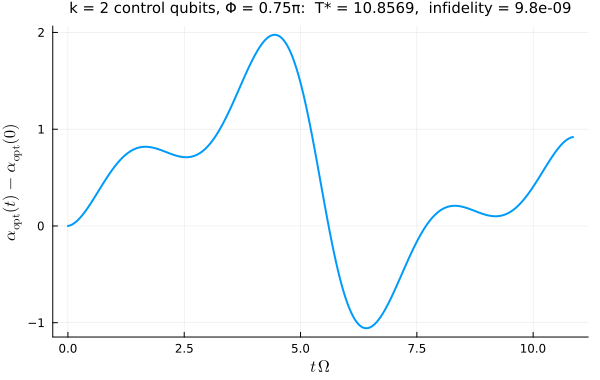 k = 2 control qubits, Φ = 0.75π:  T* = 10.8569,  infidelity = 9.8e-09
α_opt(t) − α_opt(0)
2
1
0
−1
0.0 2.5 5.0 7.5 10.0
t Ω